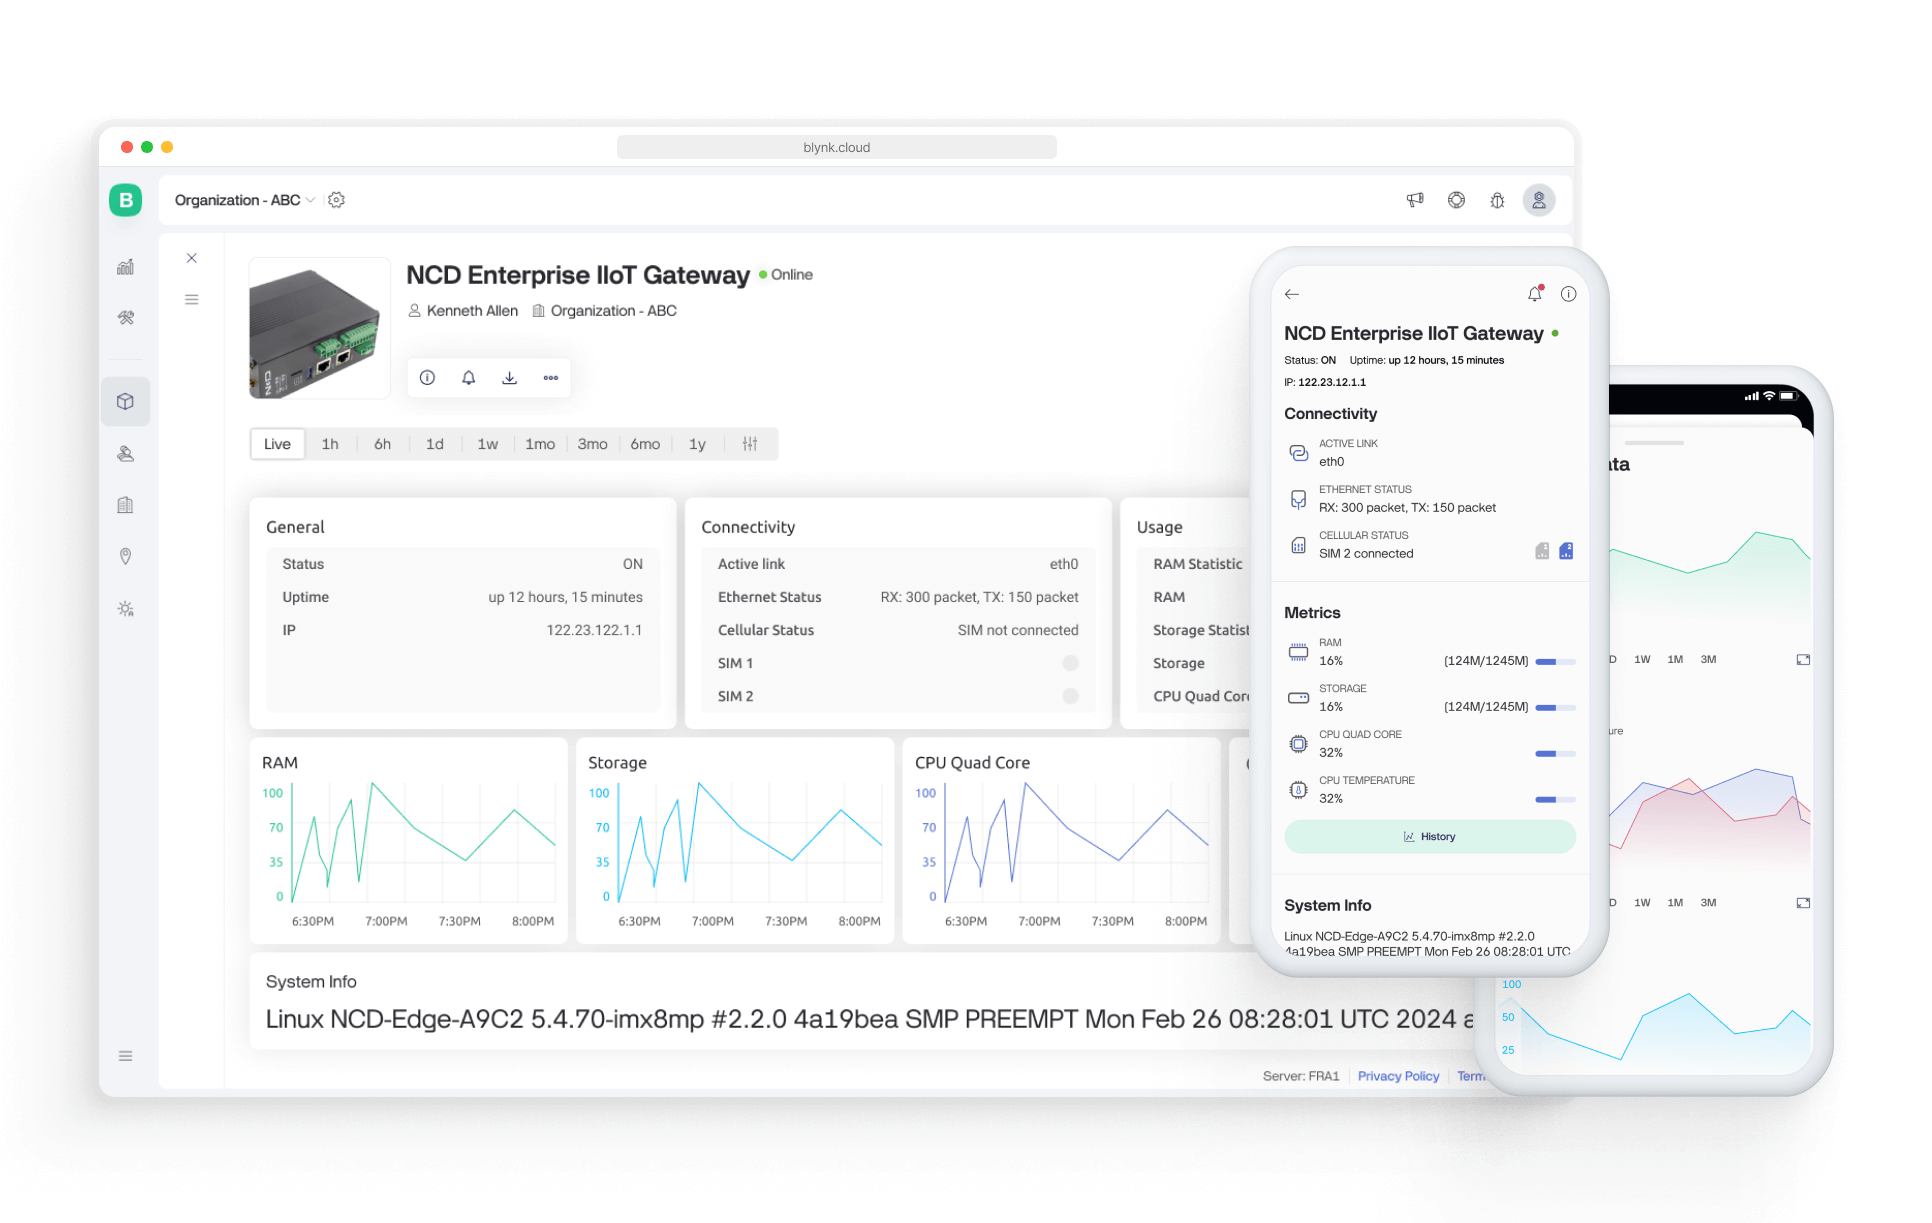 blynk.cloud
B
Organization - ABC
NCD Enterprise IIoT Gateway
Online
Kenneth Allen
Organization - ABC
Live 1h 6h 1d 1w 1mo 3mo 6mo 1y
General
Status ON
Uptime up 12 hours, 15 minutes
IP 122.23.122.1.1
Connectivity
Active link eth0
Ethernet Status RX: 300 packet, TX: 150 packet
Cellular Status SIM not connected
SIM 1
SIM 2
Usage
RAM Statistic
RAM
Storage Statist
Storage
CPU Quad Core
RAM
100
70
35
0
6:30PM 7:00PM 7:30PM 8:00PM
Storage
100
70
35
0
6:30PM 7:00PM 7:30PM 8:00PM
CPU Quad Core
100
70
35
0
6:30PM 7:00PM 7:30PM 8:00PM
System Info
Linux NCD-Edge-A9C2 5.4.70-imx8mp #2.2.0 4a19bea SMP PREEMPT Mon Feb 26 08:28:01 UTC 2024 a
Server: FRA1
Privacy Policy
Term
NCD Enterprise IIoT Gateway
Status: ON Uptime: up 12 hours, 15 minutes
IP: 122.23.12.1.1
Connectivity
ACTIVE LINK
eth0
ETHERNET STATUS
RX: 300 packet, TX: 150 packet
CELLULAR STATUS
SIM 2 connected
Metrics
RAM
16% (124M/1245M)
STORAGE
16% (124M/1245M)
CPU QUAD CORE
32%
CPU TEMPERATURE
32%
History
System Info
Linux NCD-Edge-A9C2 5.4.70-imx8mp #2.2.0
4a19bea SMP PREEMPT Mon Feb 26 08:28:01 UTC
ata
D 1W 1M 3M
ure
D 1W 1M 3M
100
50
25